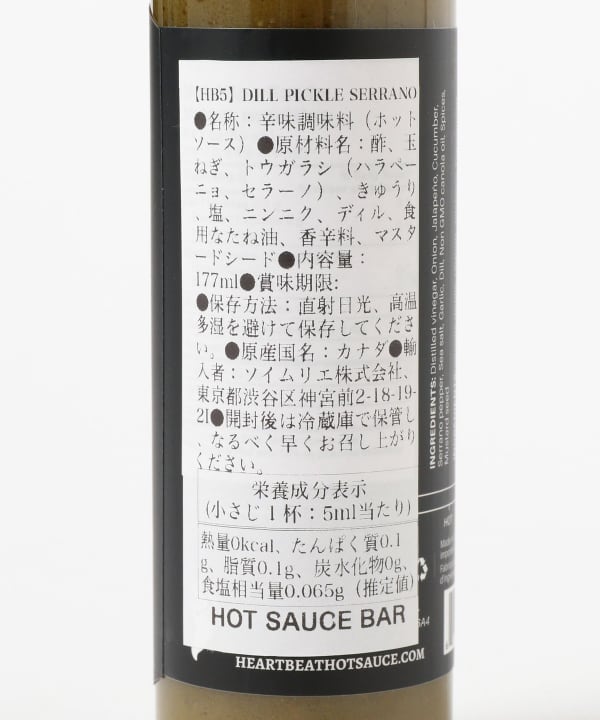 【HB5】DILL PICKLE SERRANO
●名称：辛味調味料（ホット
ソース）●原材料名：酢、玉
ねぎ、トウガラシ（ハラペー
ニョ、セラーノ）、きゅうり
、塩、ニンニク、ディル、食
用なたね油、香辛料、マスタ
ードシード●内容量：
177ml●賞味期限:
●保存方法：直射日光、高温
多湿を避けて保存してくださ
い。●原産国名：カナダ●輸
入者：ソイムリエ株式会社、
東京都渋谷区神宮前2-18-19-
21●開封後は冷蔵庫で保管し
、なるべく早くお召し上がり
ください。
栄養成分表示
(小さじ１杯：5ml当たり)
熱量0kcal、たんぱく質0.1
g、脂質0.1g、炭水化物0g、
食塩相当量0.065g（推定値）
HOT SAUCE BAR
HEARTBEATHOTSAUCE.COM
INGREDIENTS: Distilled Vinegar, Onion, Jalapeño, Cucumber,
Serrano pepper, Sea salt, Garlic, Dill, Non GMO canola oil, Spices,
Mustard seed